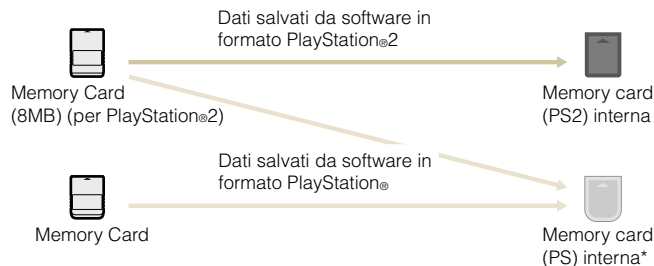 Dati salvati da software in
formato PlayStation®2
Memory Card
(8MB) (per PlayStation®2)
Memory card
(PS2) interna
Dati salvati da software in
formato PlayStation®
Memory Card
Memory card
(PS) interna*